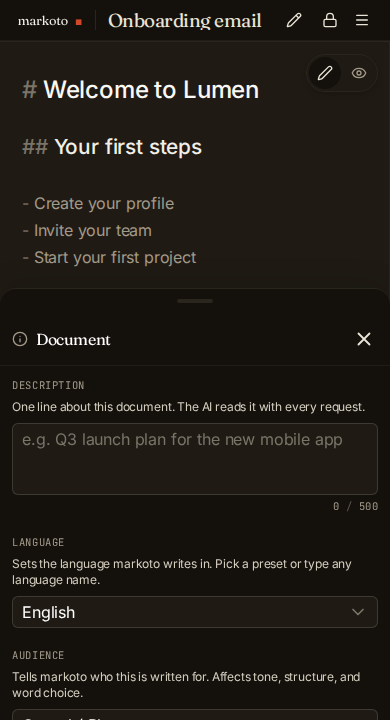 markoto
Onboarding email
# Welcome to Lumen
## Your first steps
- Create your profile
- Invite your team
- Start your first project
Document
DESCRIPTION
One line about this document. The AI reads it with every request.
e.g. Q3 launch plan for the new mobile app
0 / 500
LANGUAGE
Sets the language markoto writes in. Pick a preset or type any
language name.
English
AUDIENCE
Tells markoto who this is written for. Affects tone, structure, and
word choice.